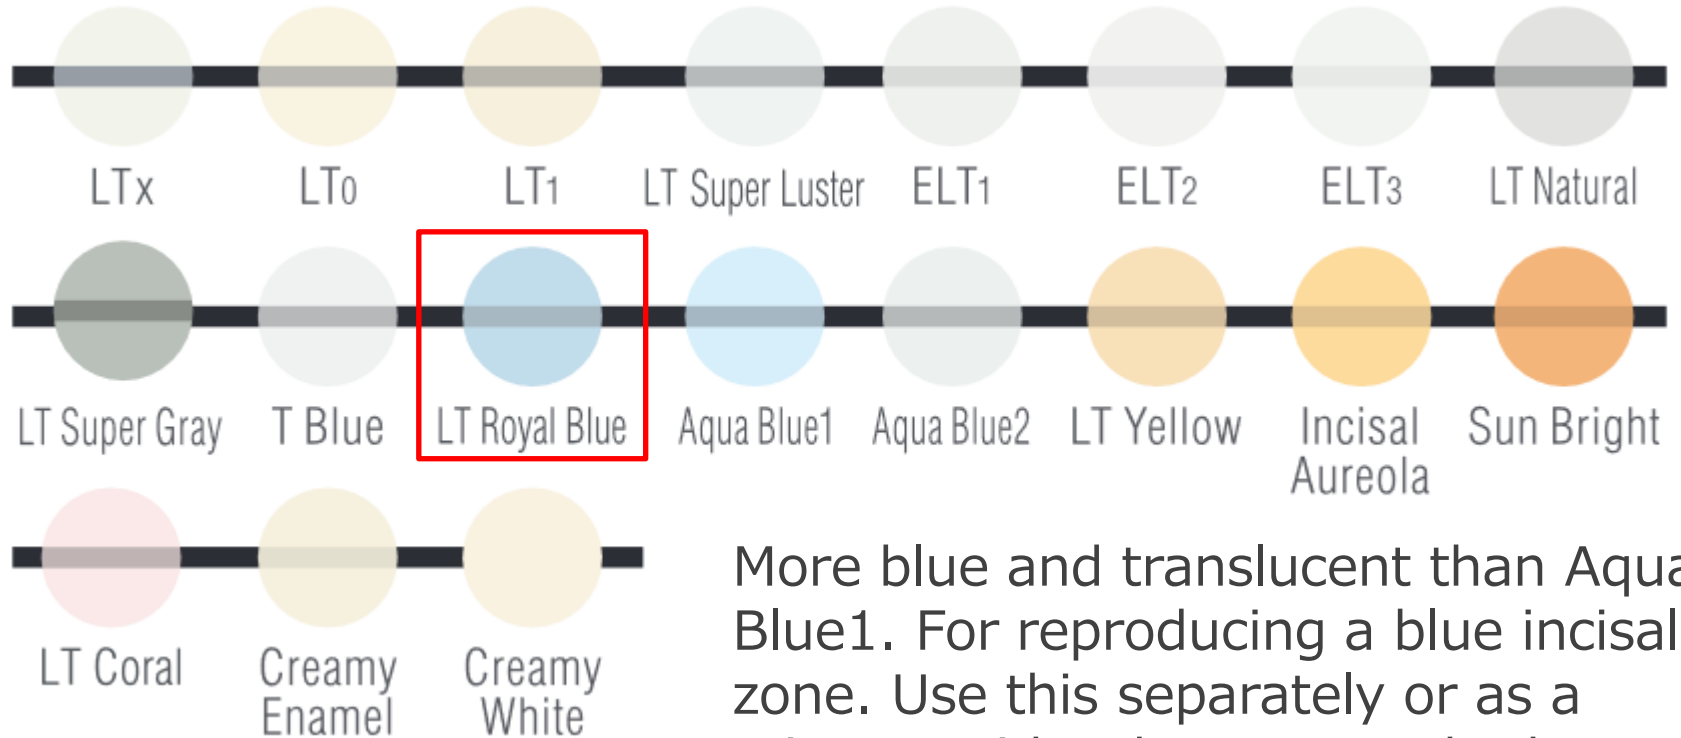 LTx LT0 LT1 LT Super Luster ELT1 ELT2 ELT3 LT Natural
LT Super Gray T Blue LT Royal Blue Aqua Blue1 Aqua Blue2 LT Yellow Incisal Aureola Sun Bright
LT Coral Creamy Enamel Creamy White
More blue and translucent than Aqua
Blue1. For reproducing a blue incisal
zone. Use this separately or as a